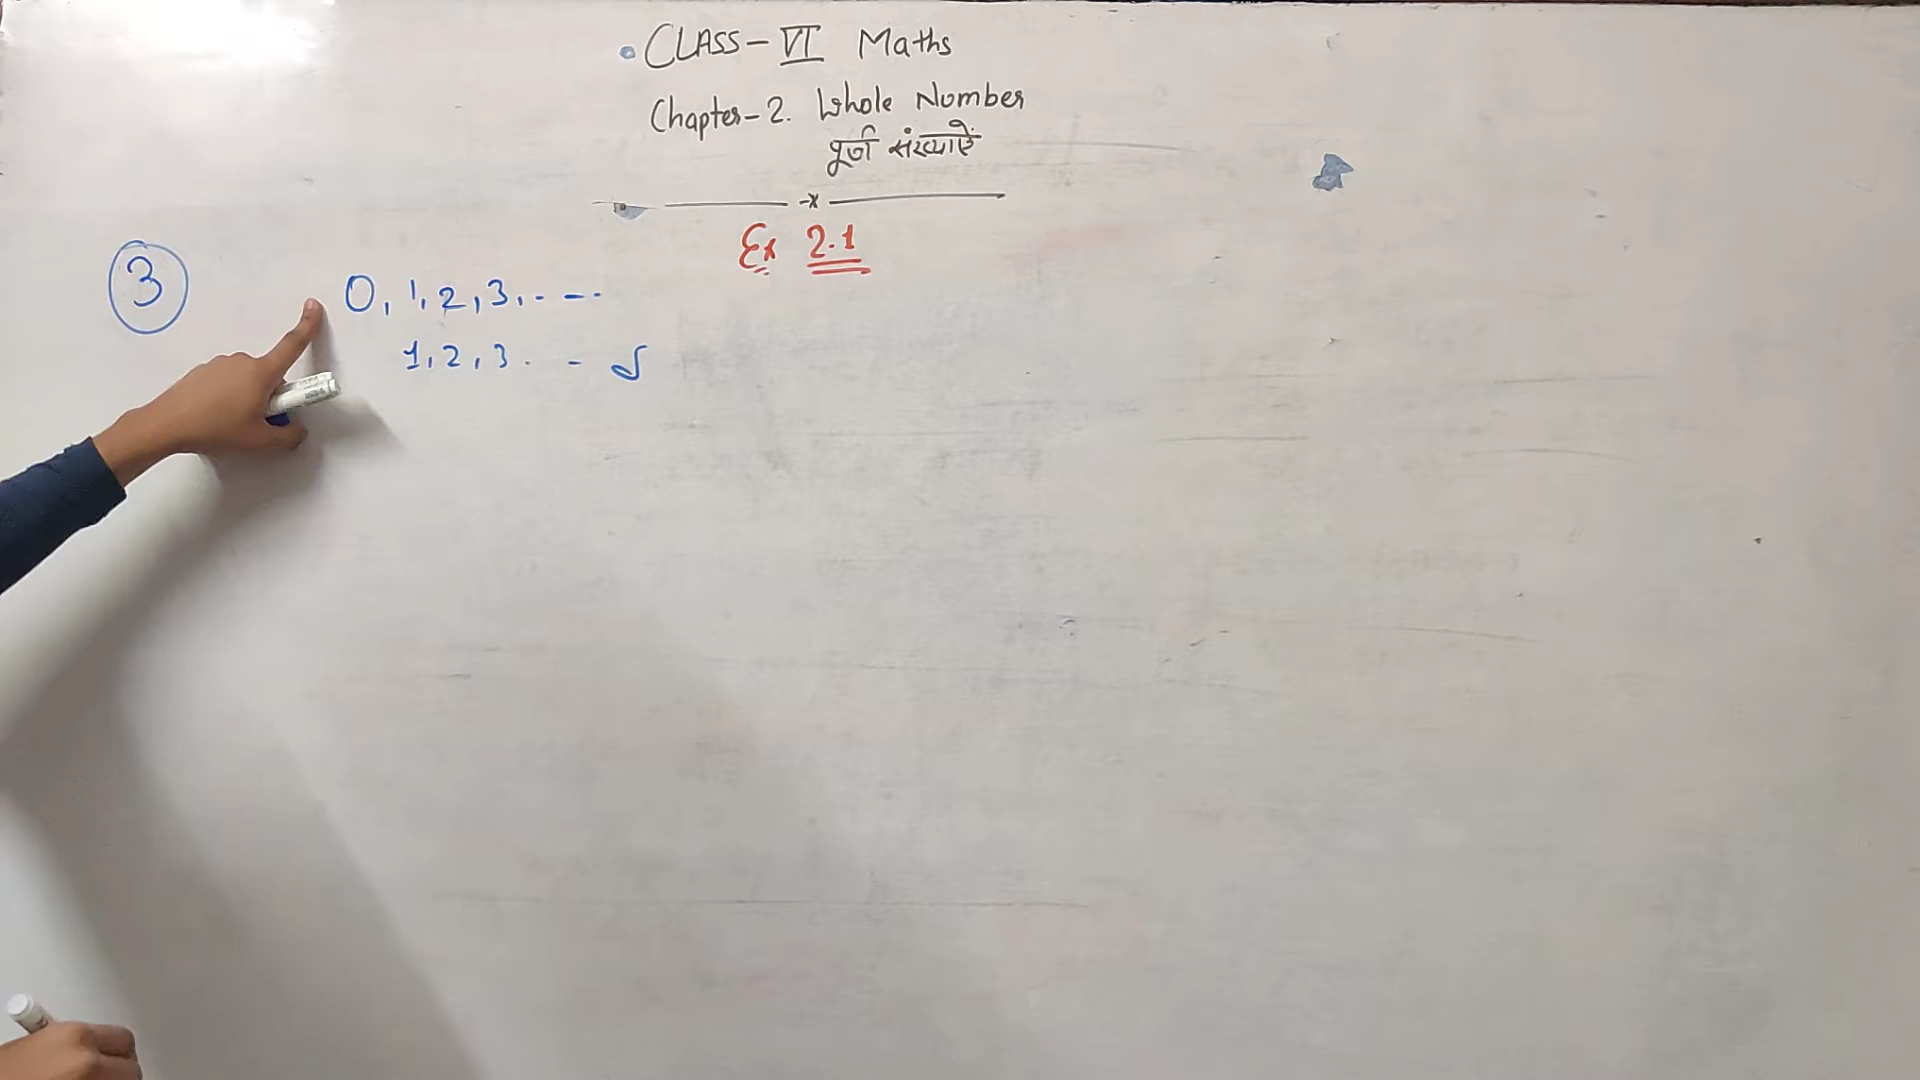 CLASS-VI Maths
Chapter-2. Whole Number
पूर्ण संख्याएँ
Ex 2.1
3
0, 1, 2, 3, - - -
1, 2, 3 . -